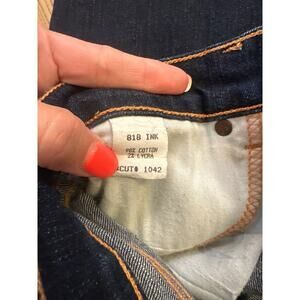 818 INK
98% COTTON
2% LYCRA
CUT# 1042